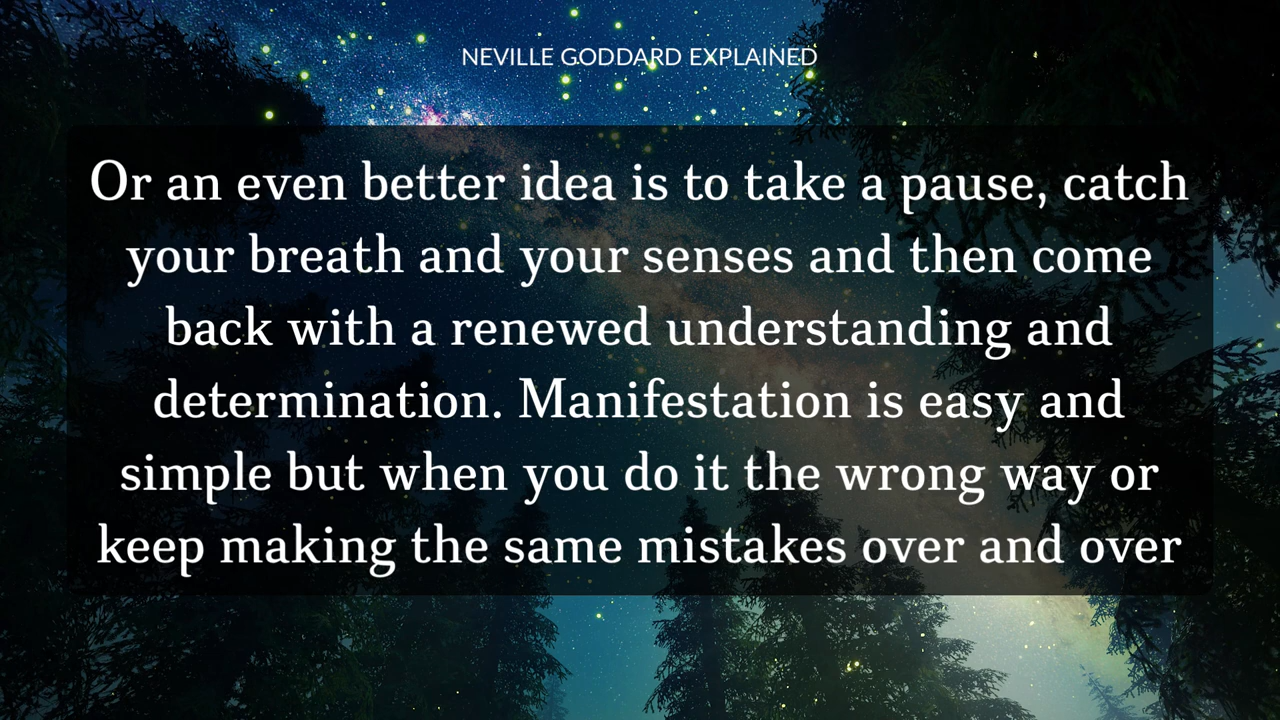 NEVILLE GODDARD EXPLAINED
Or an even better idea is to take a pause, catch
your breath and your senses and then come
back with a renewed understanding and
determination. Manifestation is easy and
simple but when you do it the wrong way or
keep making the same mistakes over and over